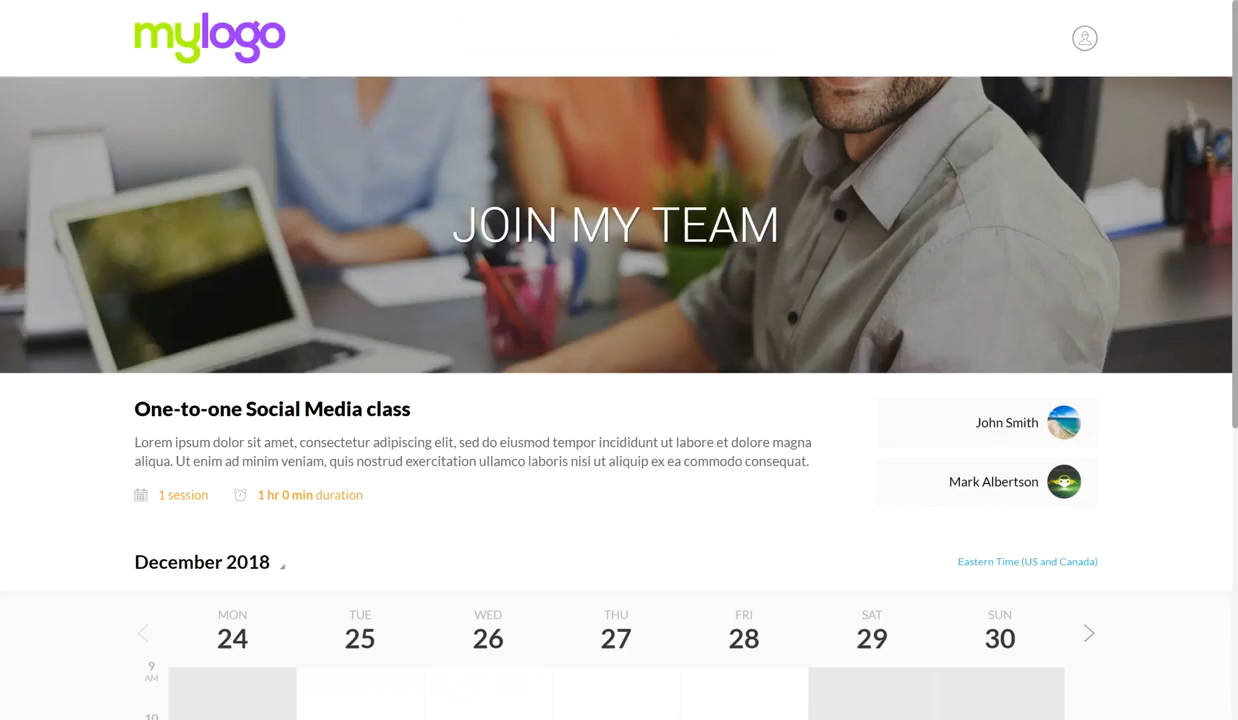 mylogo
JOIN MY TEAM
One-to-one Social Media class
Lorem ipsum dolor sit amet, consectetur adipiscing elit, sed do eiusmod tempor incididunt ut labore et dolore magna
aliqua. Ut enim ad minim veniam, quis nostrud exercitation ullamco laboris nisi ut aliquip ex ea commodo consequat.
1 session 1 hr 0 min duration
John Smith
Mark Albertson
December 2018
Eastern Time (US and Canada)
MON TUE WED THU FRI SAT SUN
24 25 26 27 28 29 30
9
AM
10